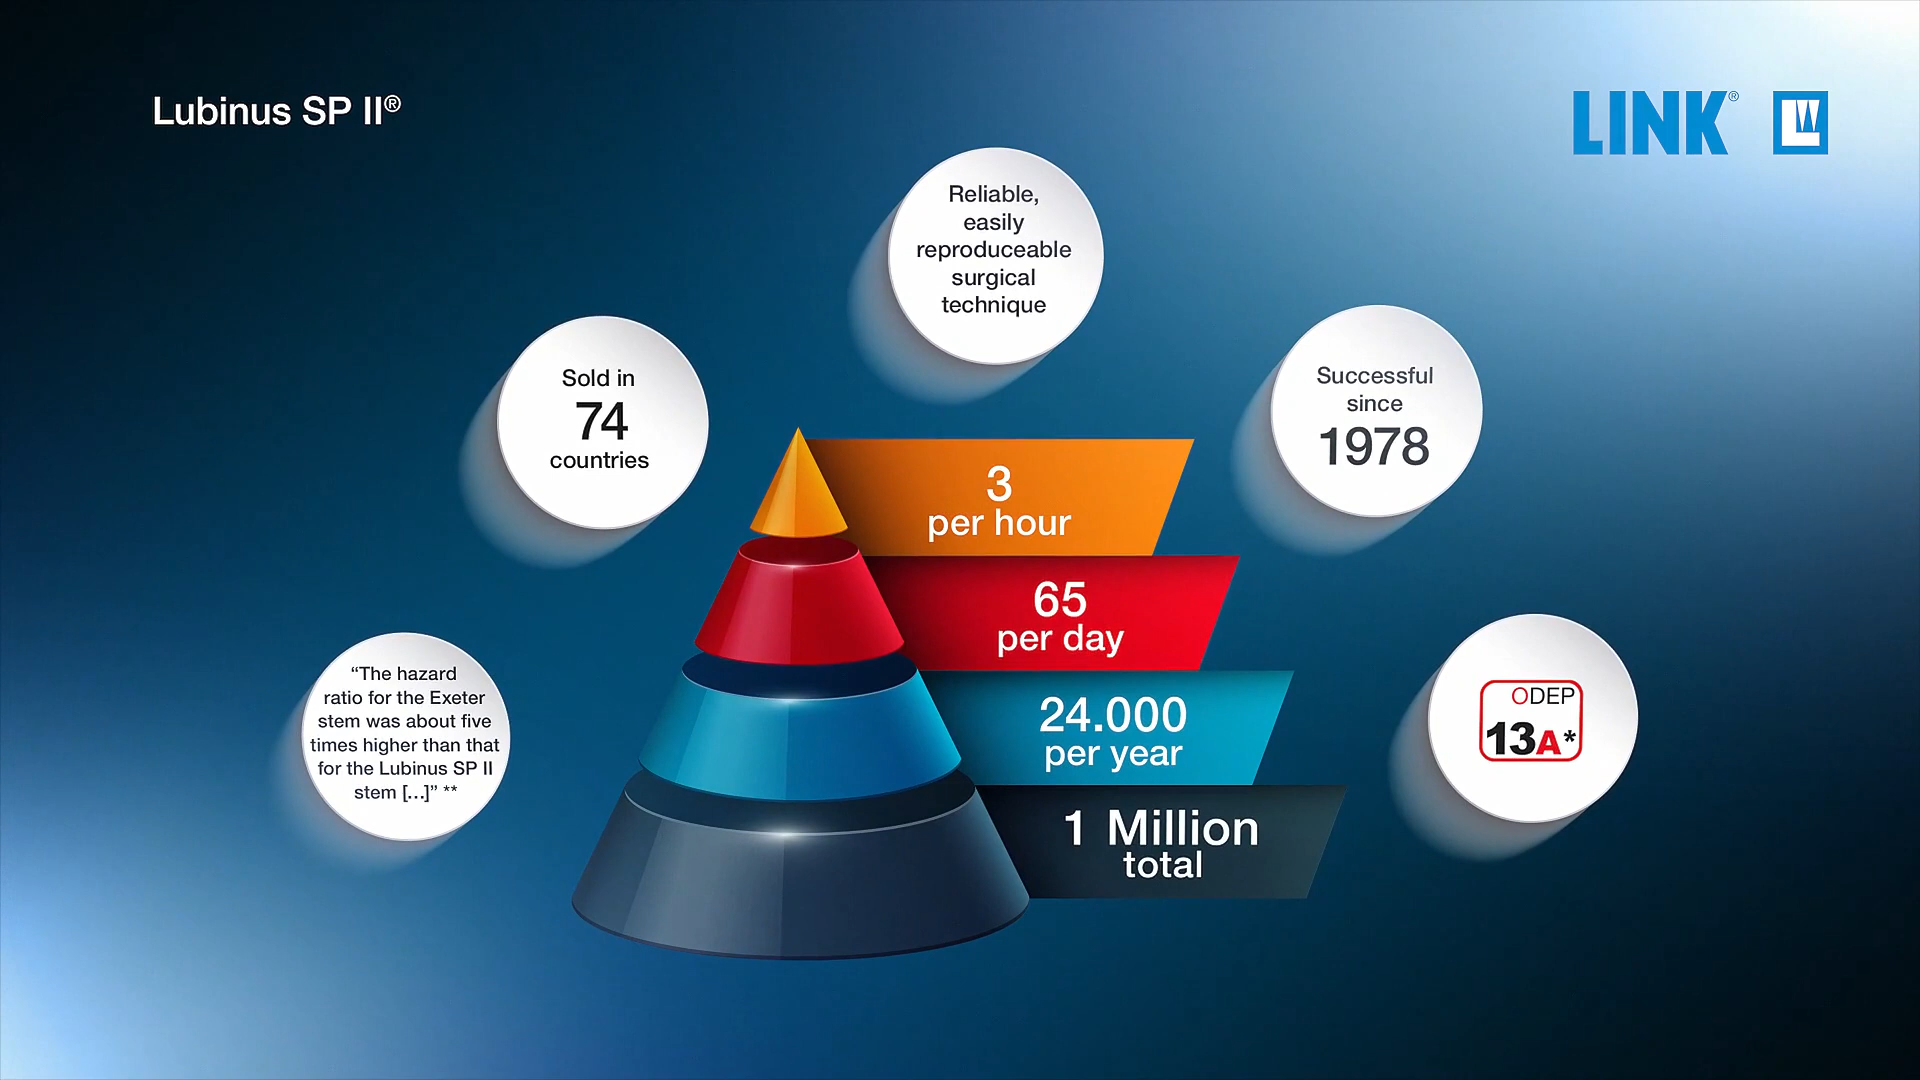 Lubinus SP II®
LINK®
Reliable,
easily
reproduceable
surgical
technique
Sold in
74
countries
Successful
since
1978
3
per hour
65
per day
24.000
per year
1 Million
total
“The hazard
ratio for the Exeter
stem was about five
times higher than that
for the Lubinus SP II
stem [...]” **
ODEP
13A*